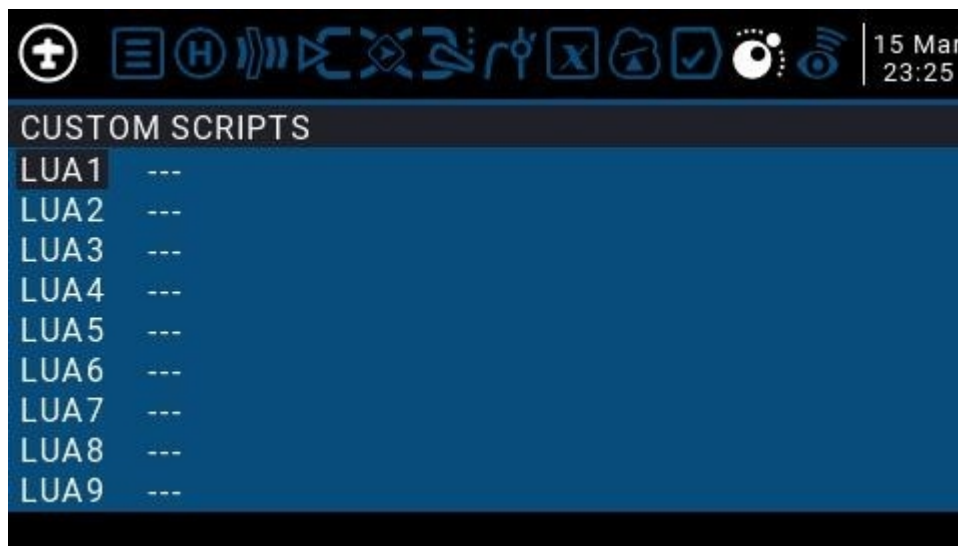 15 Mar
23:25
CUSTOM SCRIPTS
LUA1 ---
LUA2 ---
LUA3 ---
LUA4 ---
LUA5 ---
LUA6 ---
LUA7 ---
LUA8 ---
LUA9 ---